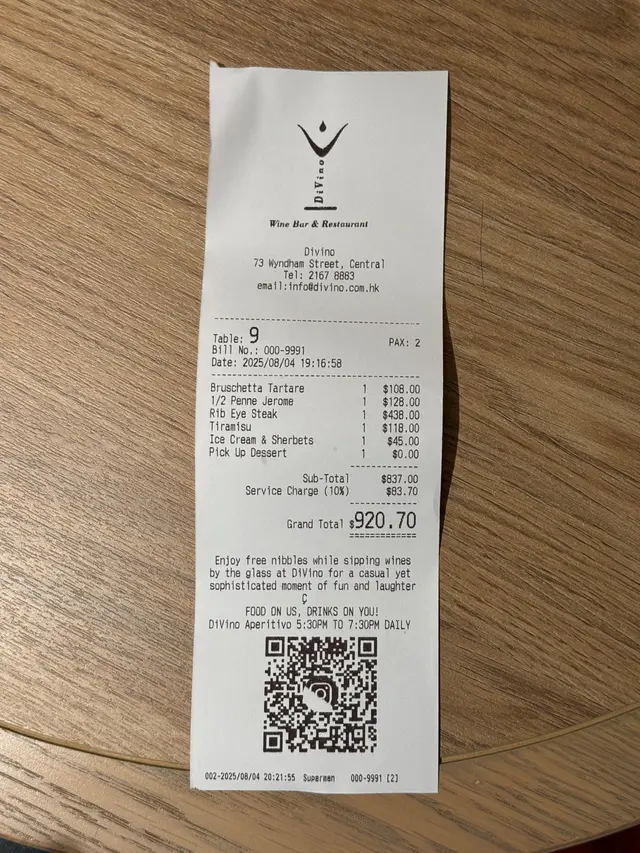 DiVino
Wine Bar & Restaurant
Divino
73 Wyndham Street, Central
Tel: 2167 8883
email:info@divino.com.hk
Table: 9 PAX: 2
Bill No.: 000-9991
Date: 2025/08/04 19:16:58
Bruschetta Tartare 1 $108.00
1/2 Penne Jerome 1 $128.00
Rib Eye Steak 1 $438.00
Tiramisu 1 $118.00
Ice Cream & Sherbets 1 $45.00
Pick Up Dessert 1 $0.00
Sub-Total $837.00
Service Charge (10%) $83.70
Grand Total $920.70
Enjoy free nibbles while sipping wines
by the glass at DiVino for a casual yet
sophisticated moment of fun and laughter
Ç
FOOD ON US, DRINKS ON YOU!
DiVino Aperitivo 5:30PM TO 7:30PM DAILY
002-2025/08/04 20:21:55 Superman 000-9991 [2]